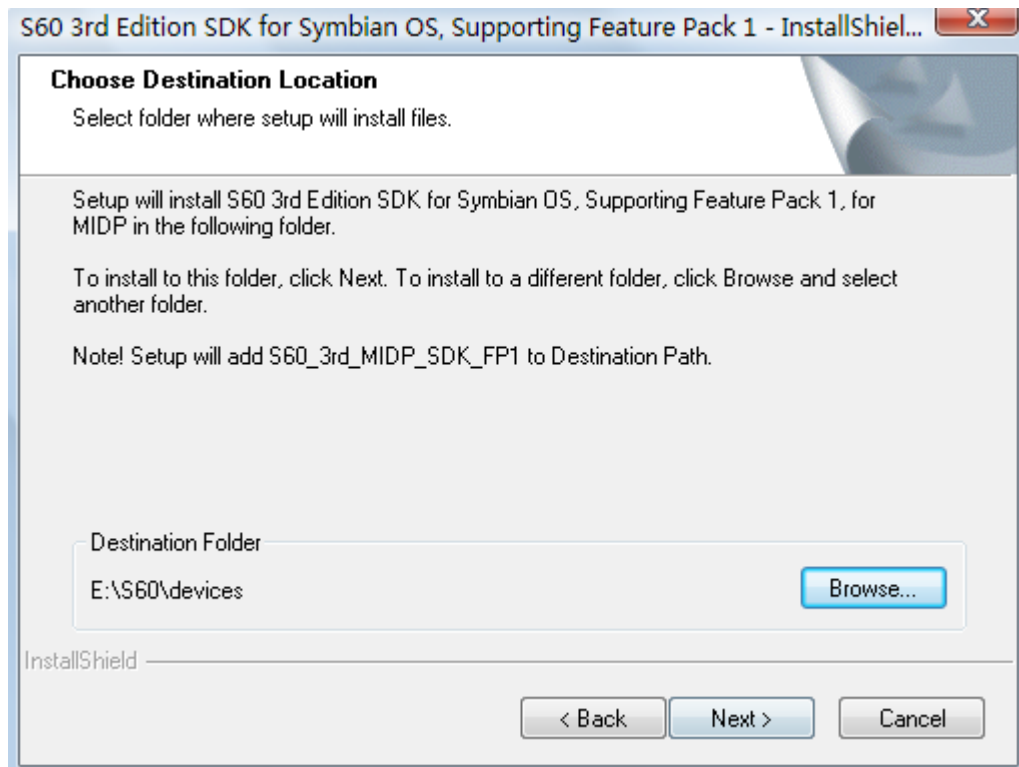 S60 3rd Edition SDK for Symbian OS, Supporting Feature Pack 1 - InstallShiel...
Choose Destination Location
Select folder where setup will install files.
Setup will install S60 3rd Edition SDK for Symbian OS, Supporting Feature Pack 1, for
MIDP in the following folder.
To install to this folder, click Next. To install to a different folder, click Browse and select
another folder.
Note! Setup will add S60_3rd_MIDP_SDK_FP1 to Destination Path.
Destination Folder
E:\S60\devices
Browse...
InstallShield
< Back
Next >
Cancel